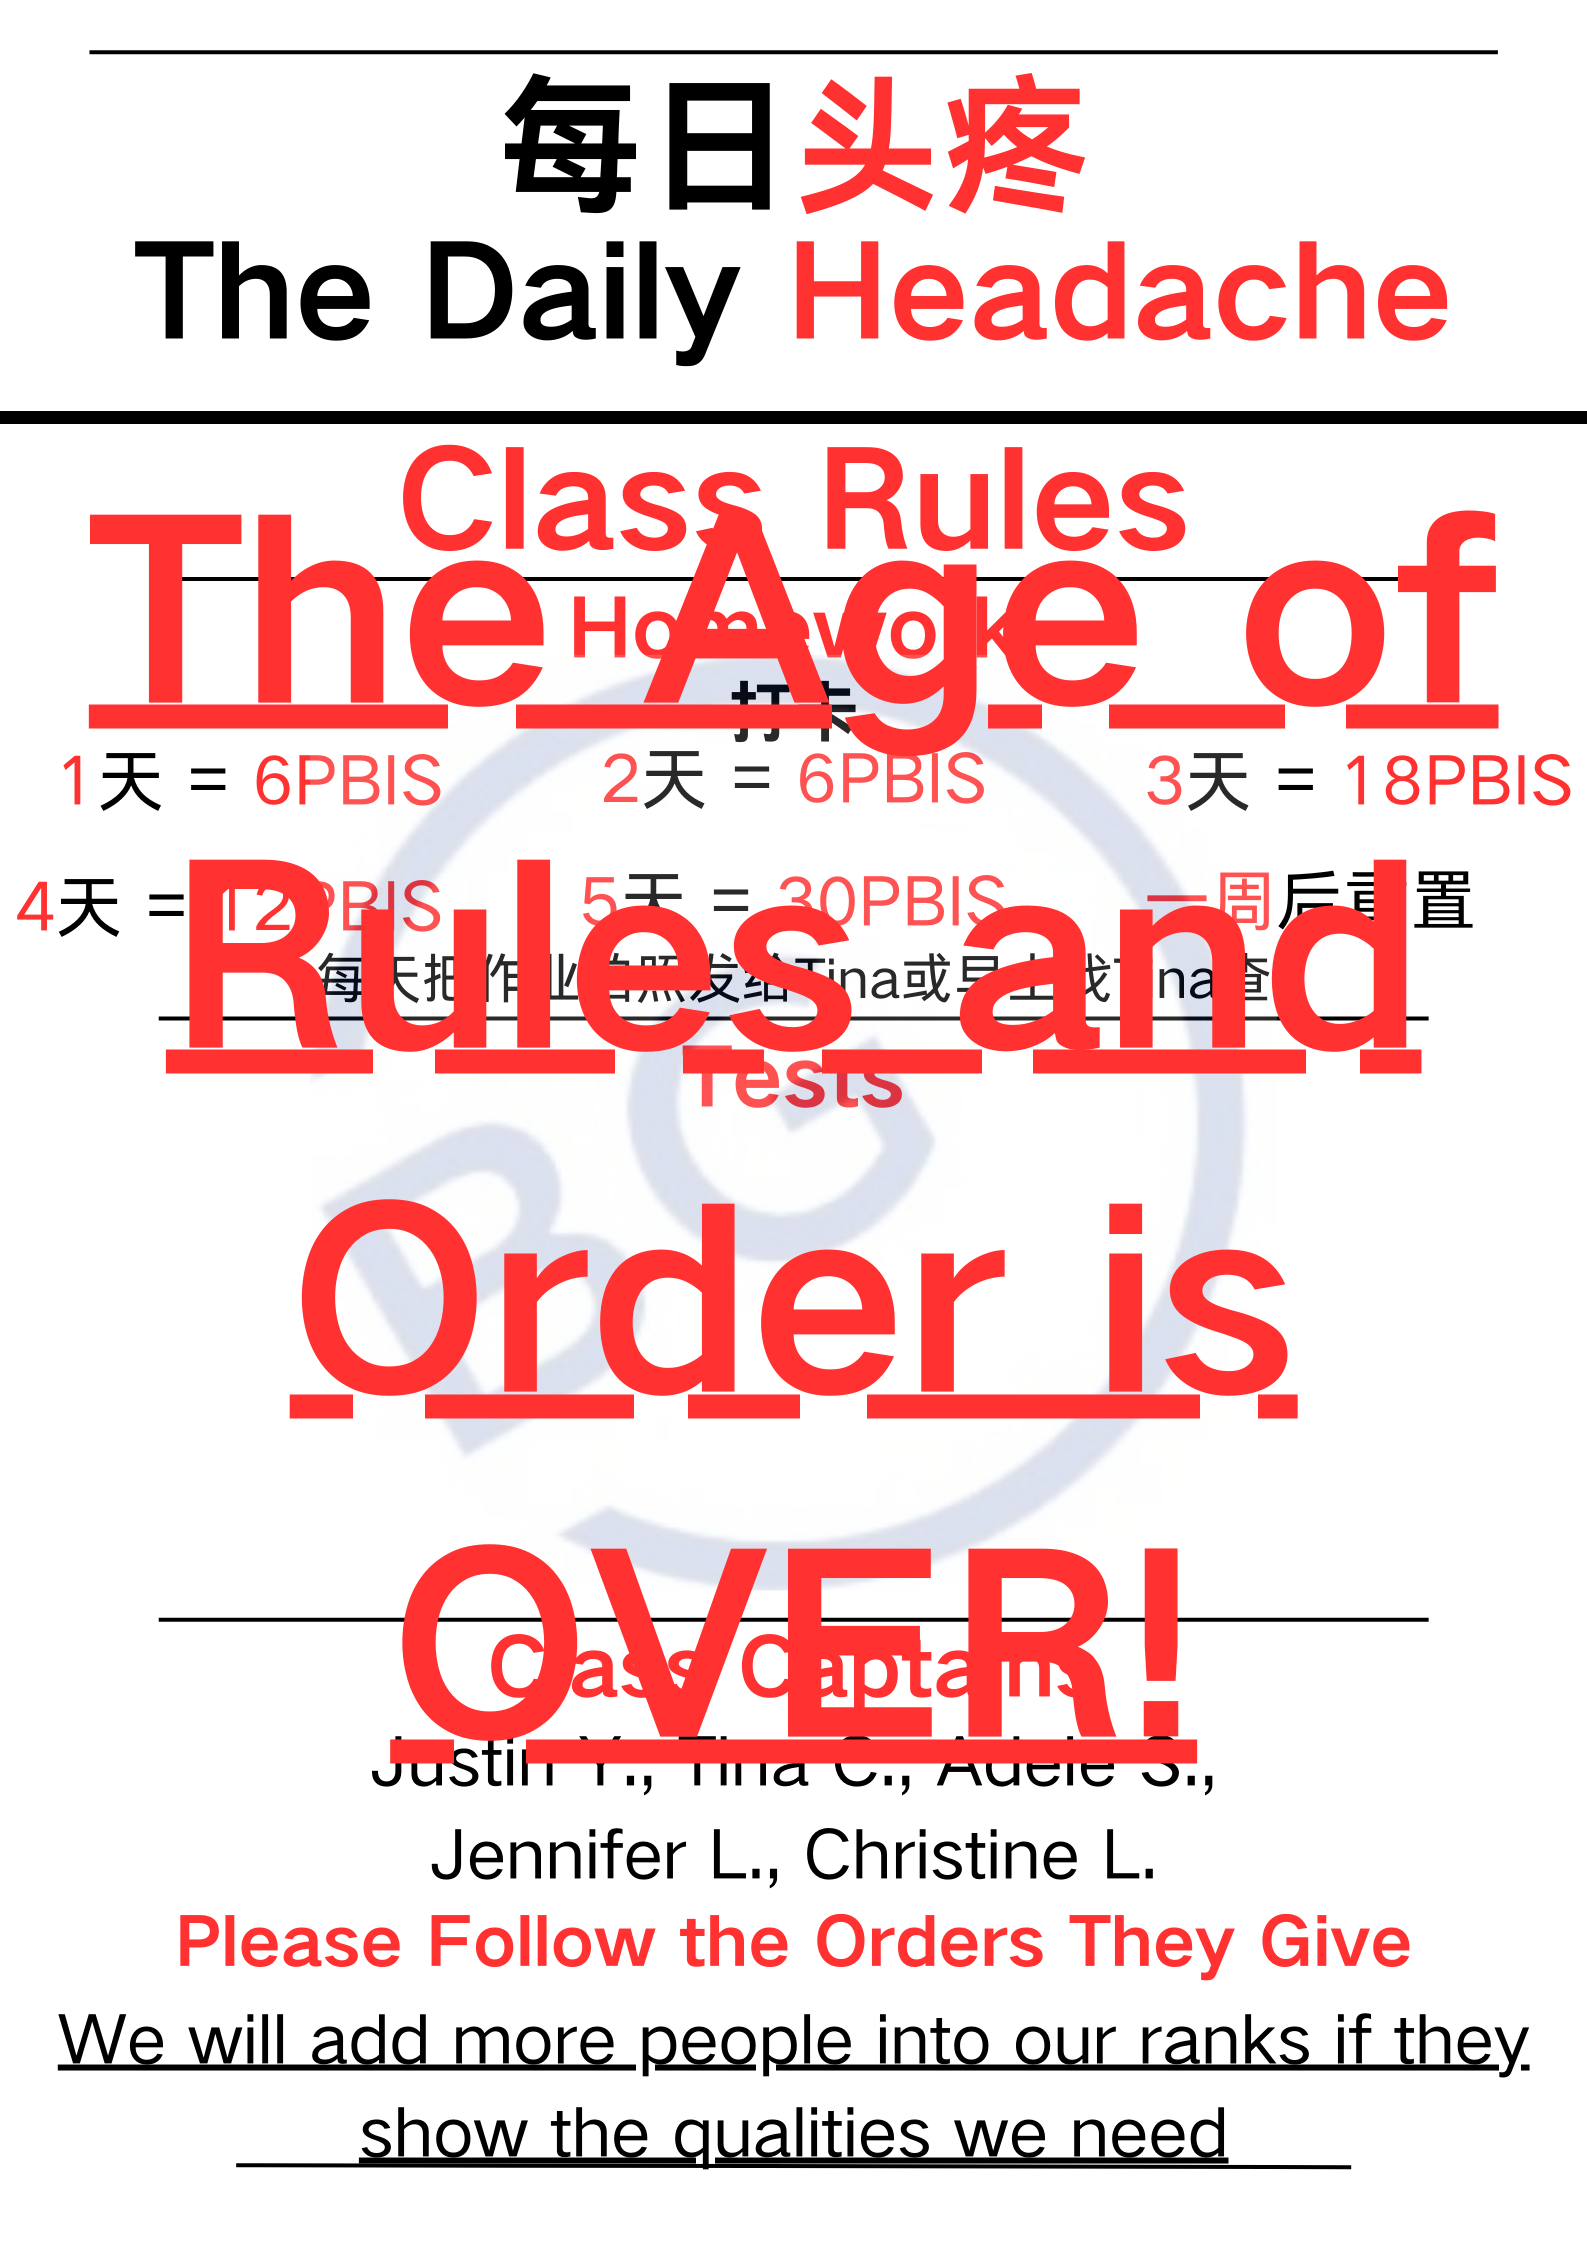 每日头疼
The Daily Headache
Class Rules
The Age of
Homework
打卡
1天 = 6PBIS 2天 = 6PBIS 3天 = 18PBIS
Rules and
4天 = 12PBIS 5天 = 30PBIS 一周后重置
每天把作业拍照发给Tina或早上找Tina查
Tests
BG
Order is
OVER!
Class Captains
Justin Y., Tina C., Adele S.,
Jennifer L., Christine L.
Please Follow the Orders They Give
We will add more people into our ranks if they
show the qualities we need